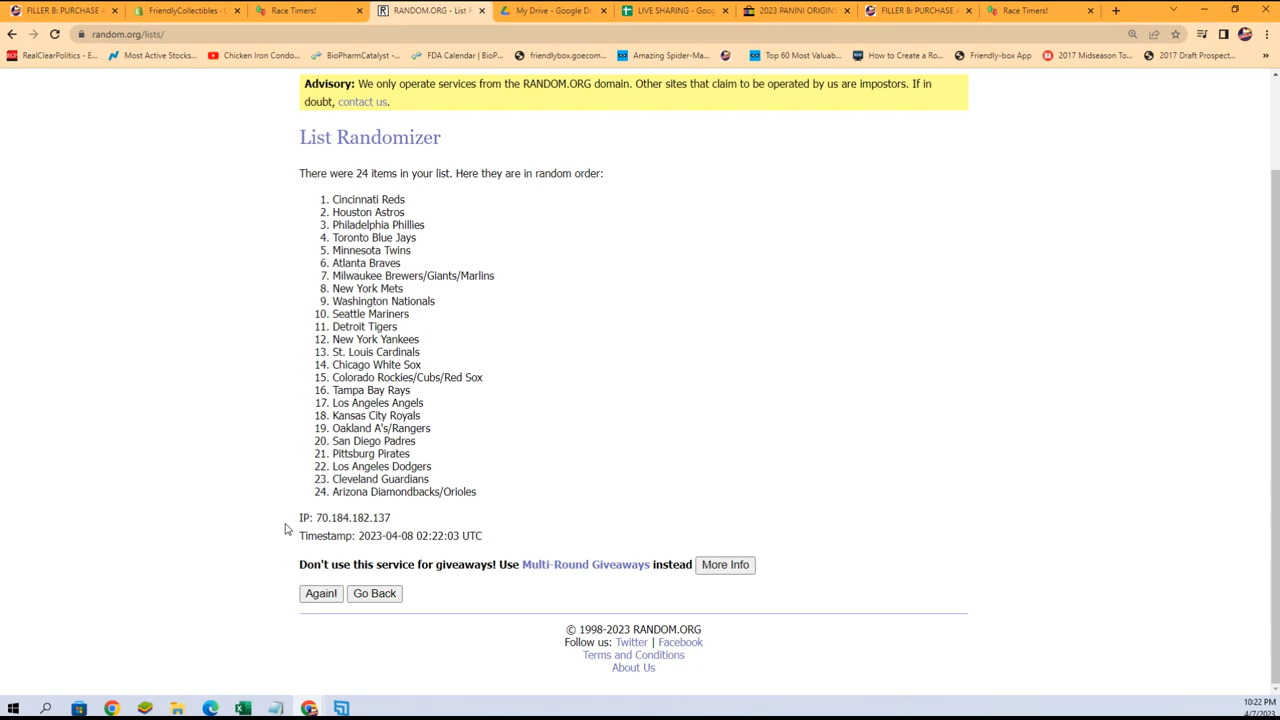 FILLER B: PURCHASE A
FriendlyCollectibles - C
Race Timers!
RANDOM.ORG - List R
My Drive - Google D
LIVE SHARING - Goog
2023 PANINI ORIGINS
FILLER B: PURCHASE A
Race Timers!
random.org/lists/
RealClearPolitics - E...
Most Active Stocks...
Chicken Iron Condo...
BioPharmCatalyst -...
FDA Calendar | BioP...
friendlybox.goecom...
Amazing Spider-Ma...
Top 60 Most Valuab...
How to Create a Ro...
Friendly-box App
2017 Midseason To...
2017 Draft Prospect...
Advisory: We only operate services from the RANDOM.ORG domain. Other sites that claim to be operated by us are impostors. If in
doubt, contact us.
List Randomizer
There were 24 items in your list. Here they are in random order:
1. Cincinnati Reds
2. Houston Astros
3. Philadelphia Phillies
4. Toronto Blue Jays
5. Minnesota Twins
6. Atlanta Braves
7. Milwaukee Brewers/Giants/Marlins
8. New York Mets
9. Washington Nationals
10. Seattle Mariners
11. Detroit Tigers
12. New York Yankees
13. St. Louis Cardinals
14. Chicago White Sox
15. Colorado Rockies/Cubs/Red Sox
16. Tampa Bay Rays
17. Los Angeles Angels
18. Kansas City Royals
19. Oakland A's/Rangers
20. San Diego Padres
21. Pittsburg Pirates
22. Los Angeles Dodgers
23. Cleveland Guardians
24. Arizona Diamondbacks/Orioles
IP: 70.184.182.137
Timestamp: 2023-04-08 02:22:03 UTC
Don't use this service for giveaways! Use Multi-Round Giveaways instead More Info
Again! Go Back
© 1998-2023 RANDOM.ORG
Follow us: Twitter | Facebook
Terms and Conditions
About Us
10:22 PM
4/7/2023